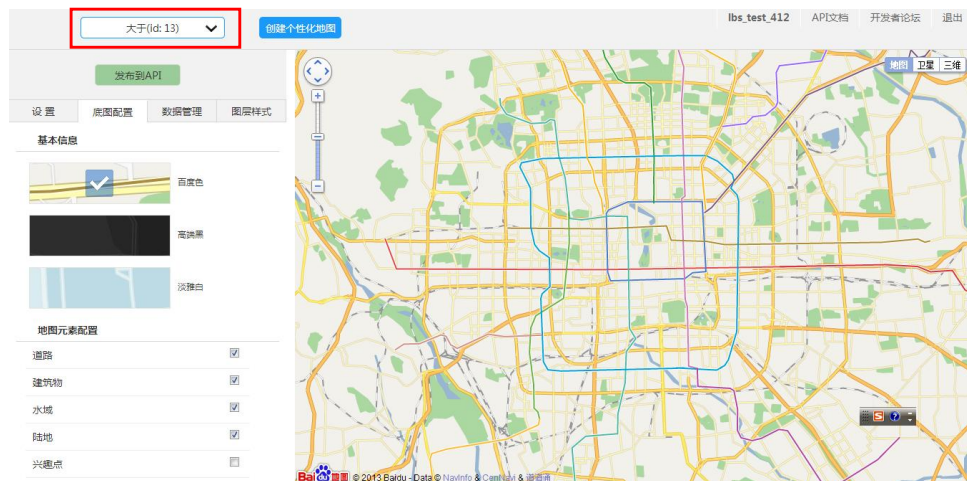 大于(id: 13)
创建个性化地图
lbs_test_412
API文档
开发者论坛
退出
发布到API
设置
底图配置
数据管理
图层样式
基本信息
百度色
高端黑
淡雅白
地图元素配置
道路
建筑物
水域
陆地
兴趣点
地图
卫星
三维
Bai 地图 © 2013 Baidu - Data © NavInfo & CenNavi & 道道通